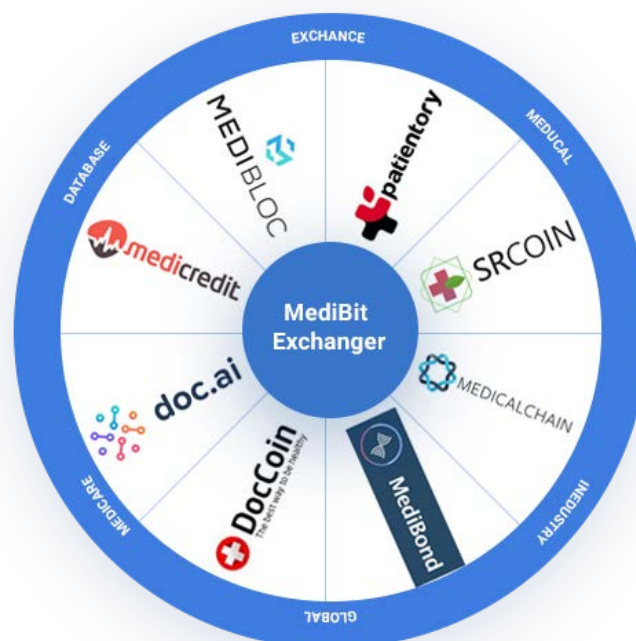 EXCHANCE
MEDUCAL
INEDUSTRY
GLOBAL
MEDICARE
DATABASE
MEDIBLOC
patientory
SRCOIN
MEDICALCHAIN
MediBond
DocCoin
The best way to be healthy
doc.ai
medicredit
MediBit
Exchanger